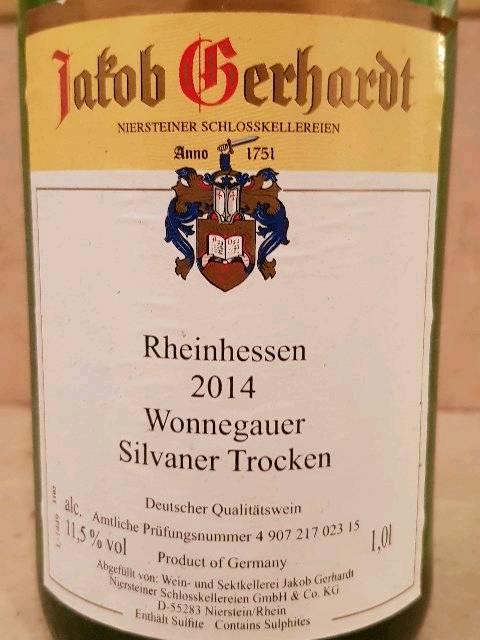 Jakob Gerhardt
NIERSTEINER SCHLOSSKELLEREIEN
Anno 1751
Rheinhessen
2014
Wonnegauer
Silvaner Trocken
Deutscher Qualitätswein
alc. 11,5 % vol
Amtliche Prüfungsnummer 4 907 217 023 15
1,0l
Product of Germany
Abgefüllt von: Wein- und Sektkellerei Jakob Gerhardt
Niersteiner Schlosskellereien GmbH & Co. KG
D-55283 Nierstein/Rhein
Enthält Sulfite Contains Sulphites